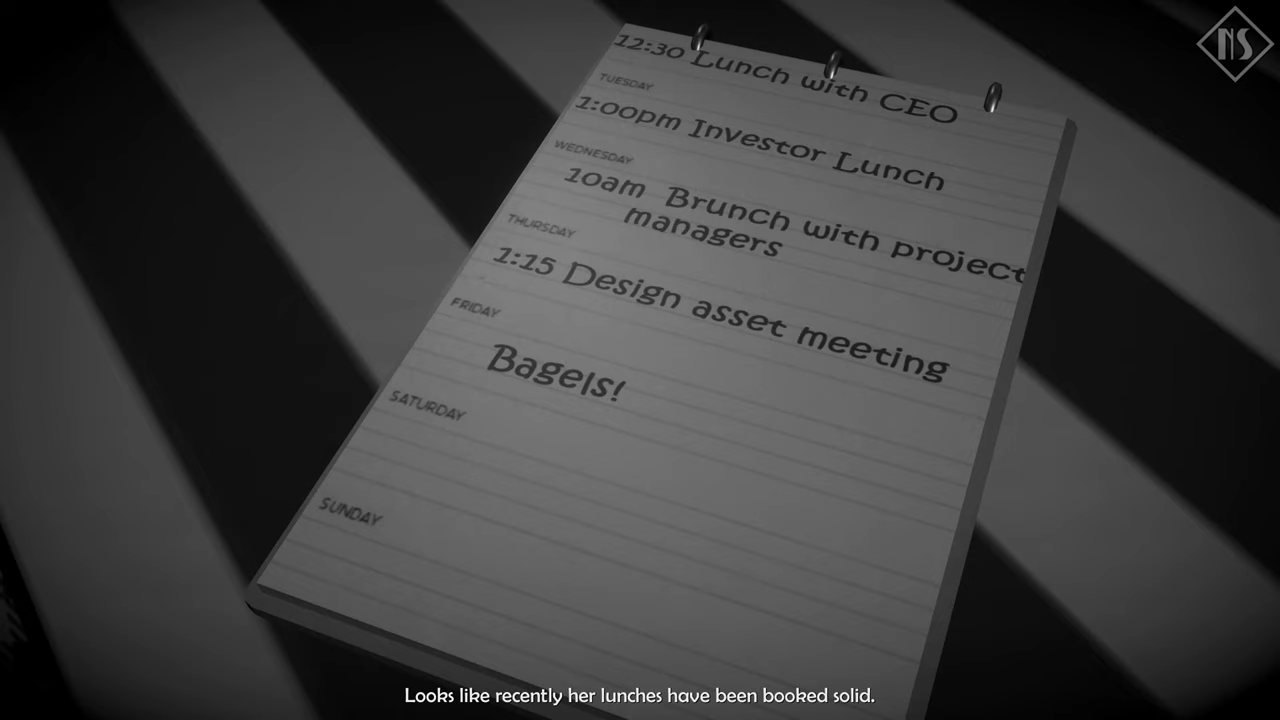 NS
12:30 Lunch with CEO
TUESDAY
1:00pm Investor Lunch
WEDNESDAY
10am Brunch with project
managers
THURSDAY
1:15 Design asset meeting
FRIDAY
Bagels!
SATURDAY
SUNDAY
Looks like recently her lunches have been booked solid.